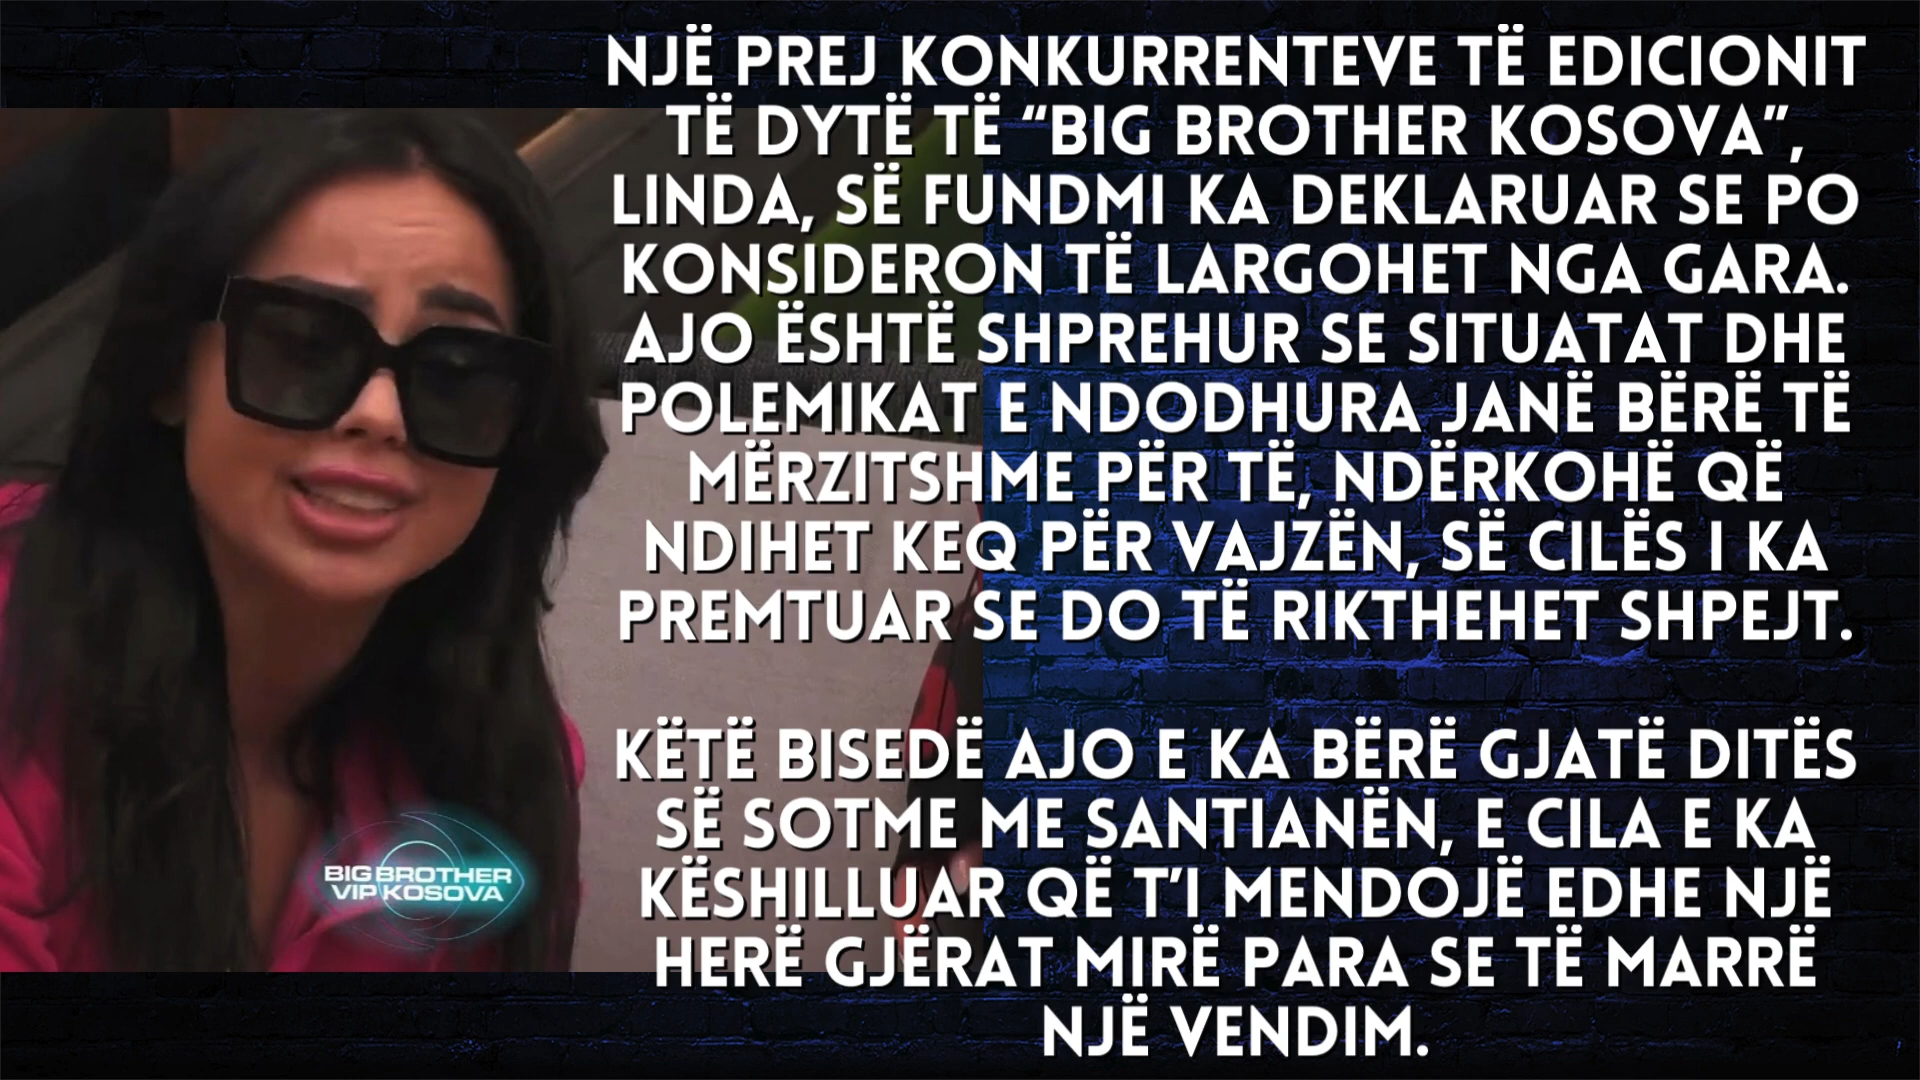 NJË PREJ KONKURRENTEVE TË EDICIONIT
TË DYTË TË “BIG BROTHER KOSOVA”,
LINDA, SË FUNDMI KA DEKLARUAR SE PO
KONSIDERON TË LARGOHET NGA GARA.
AJO ËSHTË SHPREHUR SE SITUATAT DHE
POLEMIKAT E NDODHURA JANË BËRË TË
MËRZITSHME PËR TË, NDËRKOHË QË
NDIHET KEQ PËR VAJZËN, SË CILËS I KA
PREMTUAR SE DO TË RIKTHEHET SHPEJT.
KËTË BISEDË AJO E KA BËRË GJATË DITËS
SË SOTME ME SANTIANËN, E CILA E KA
KËSHILLUAR QË T’I MENDOJË EDHE NJË
HERË GJËRAT MIRË PARA SE TË MARRË
NJË VENDIM.
BIG BROTHER
VIP KOSOVA